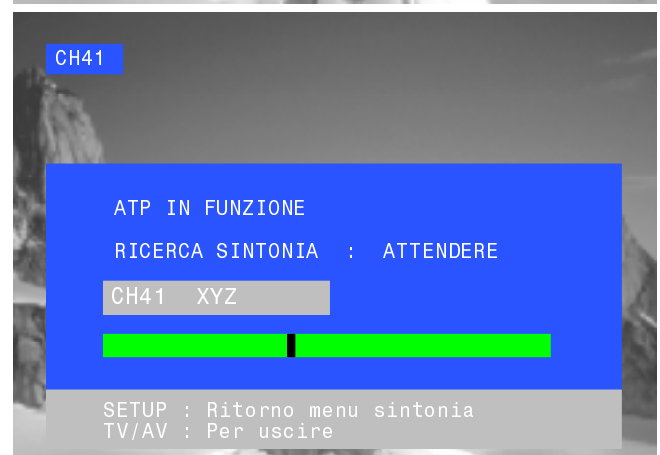 CH41
ATP IN FUNZIONE
RICERCA SINTONIA : ATTENDERE
CH41 XYZ
SETUP : Ritorno menu sintonia
TV/AV : Per uscire